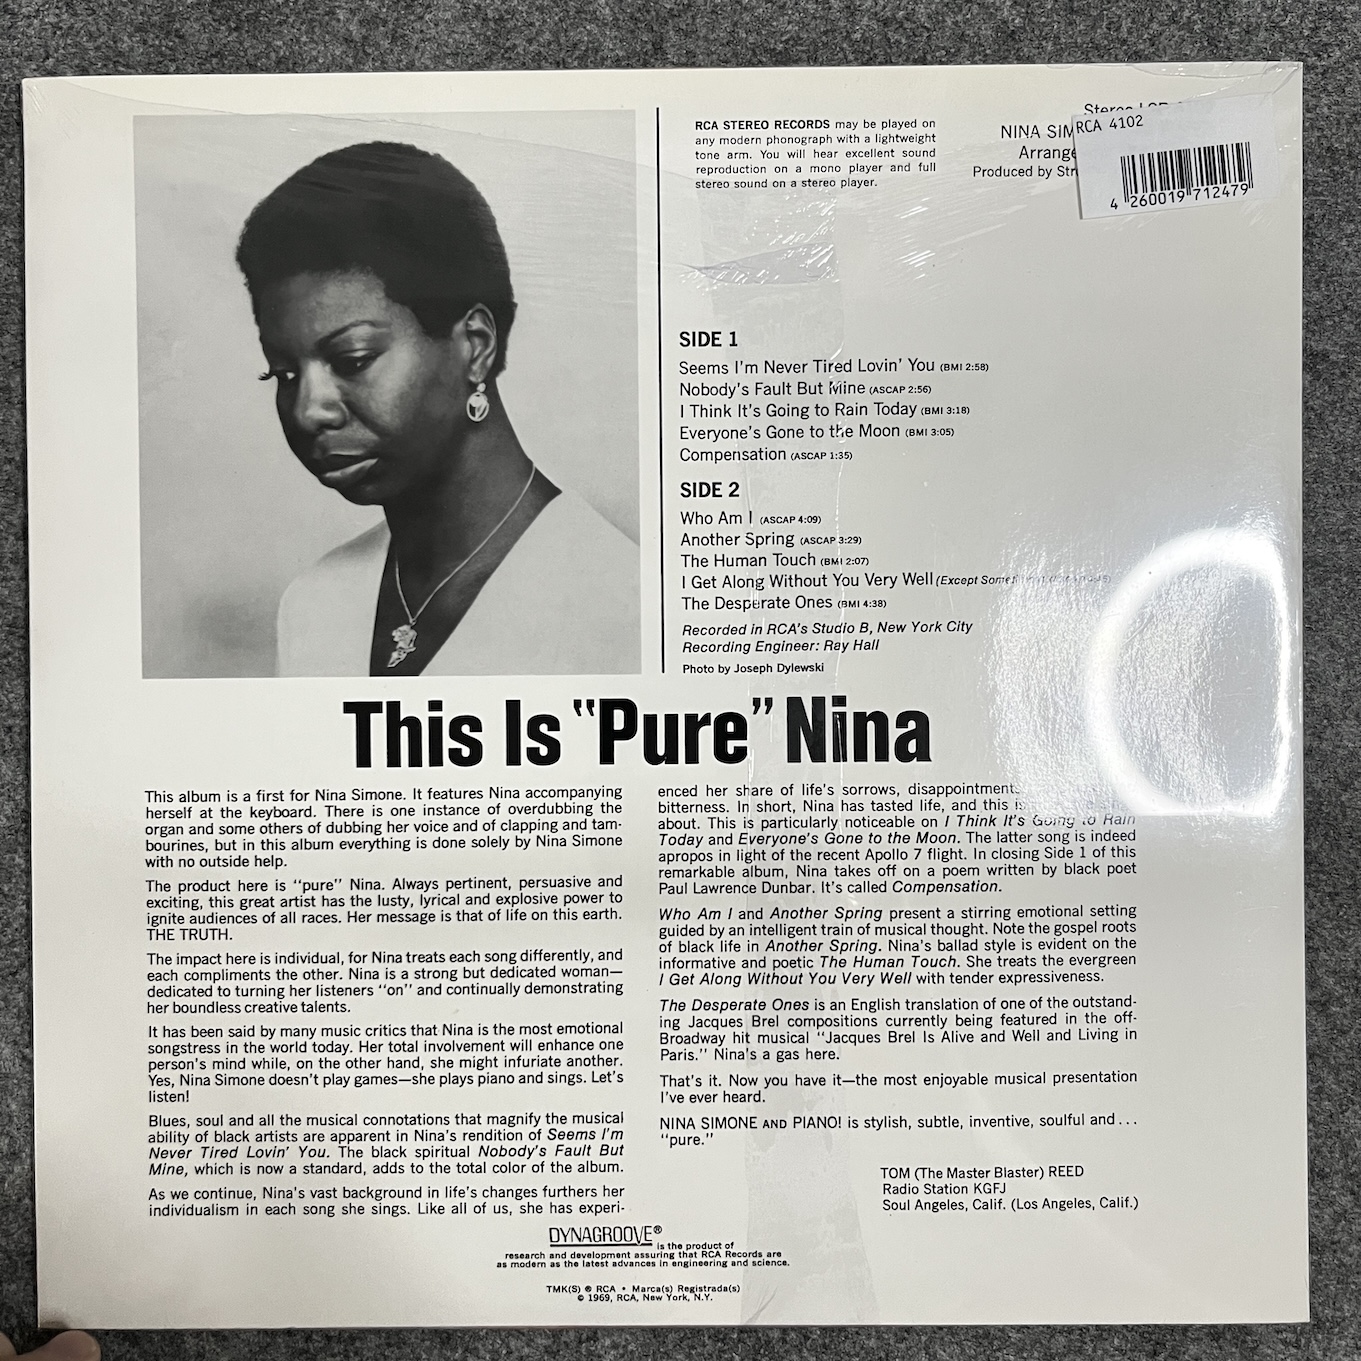 RCA STEREO RECORDS may be played on
any modern phonograph with a lightweight
tone arm. You will hear excellent sound
reproduction on a mono player and full
stereo sound on a stereo player.
Stereo
NINA
Produced by
RCA 4102
4 260019 712479
SIDE 1
Seems I'm Never Tired Lovin' You (BMI 2:58)
Nobody's Fault But Mine (ASCAP 2:56)
I Think It's Going to Rain Today (BMI 3:18)
Everyone's Gone to the Moon (BMI 3:05)
Compensation (ASCAP 1:35)
SIDE 2
Who Am I (ASCAP 4:09)
Another Spring (ASCAP 3:29)
The Human Touch (BMI 2:07)
I Get Along Without You Very Well (Except
The Desperate Ones (BMI 4:38)
Recorded in RCA's Studio B, New York City
Recording Engineer: Ray Hall
Photo by Joseph Dylewski
This Is "Pure" Nina
This album is a first for Nina Simone. It features Nina accompanying
herself at the keyboard. There is one instance of overdubbing the
organ and some others of dubbing her voice and of clapping and tam-
bourines, but in this album everything is done solely by Nina Simone
with no outside help.
The product here is "pure" Nina. Always pertinent, persuasive and
exciting, this great artist has the lusty, lyrical and explosive power to
ignite audiences of all races. Her message is that of life on this earth.
THE TRUTH.
The impact here is individual, for Nina treats each song differently, and
each compliments the other. Nina is a strong but dedicated woman—
dedicated to turning her listeners "on" and continually demonstrating
her boundless creative talents.
It has been said by many music critics that Nina is the most emotional
songstress in the world today. Her total involvement will enhance one
person's mind while, on the other hand, she might infuriate another.
Yes, Nina Simone doesn't play games—she plays piano and sings. Let's
listen!
Blues, soul and all the musical connotations that magnify the musical
ability of black artists are apparent in Nina's rendition of Seems I'm
Never Tired Lovin' You. The black spiritual Nobody's Fault But
Mine, which is now a standard, adds to the total color of the album.
As we continue, Nina's vast background in life's changes furthers her
individualism in each song she sings. Like all of us, she has experi-
enced her share of life's sorrows, disappointments
bitterness. In short, Nina has tasted life, and this is
about. This is particularly noticeable on I Think It's Going to Rain
Today and Everyone's Gone to the Moon. The latter song is indeed
apropos in light of the recent Apollo 7 flight. In closing Side 1 of this
remarkable album, Nina takes off on a poem written by black poet
Paul Lawrence Dunbar. It's called Compensation.
Who Am I and Another Spring present a stirring emotional setting
guided by an intelligent train of musical thought. Note the gospel roots
of black life in Another Spring. Nina's ballad style is evident on the
informative and poetic The Human Touch. She treats the evergreen
I Get Along Without You Very Well with tender expressiveness.
The Desperate Ones is an English translation of one of the outstand-
ing Jacques Brel compositions currently being featured in the off-
Broadway hit musical "Jacques Brel Is Alive and Well and Living in
Paris." Nina's a gas here.
That's it. Now you have it—the most enjoyable musical presentation
I've ever heard.
NINA SIMONE AND PIANO! is stylish, subtle, inventive, soulful and...
"pure."
TOM (The Master Blaster) REED
Radio Station KGFJ
Soul Angeles, Calif. (Los Angeles, Calif.)
DYNAGROOVE® is the product of
research and development assuring that RCA Records are
as modern as the latest advances in engineering and science.
TMK(S) ® RCA • Marca(s) Registrada(s)
© 1969, RCA, New York, N.Y.